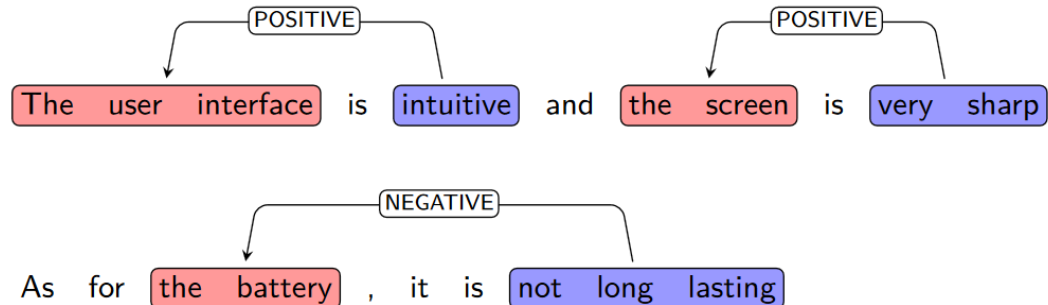 POSITIVE POSITIVE
The user interface is intuitive and the screen is very sharp
NEGATIVE
As for the battery , it is not long lasting